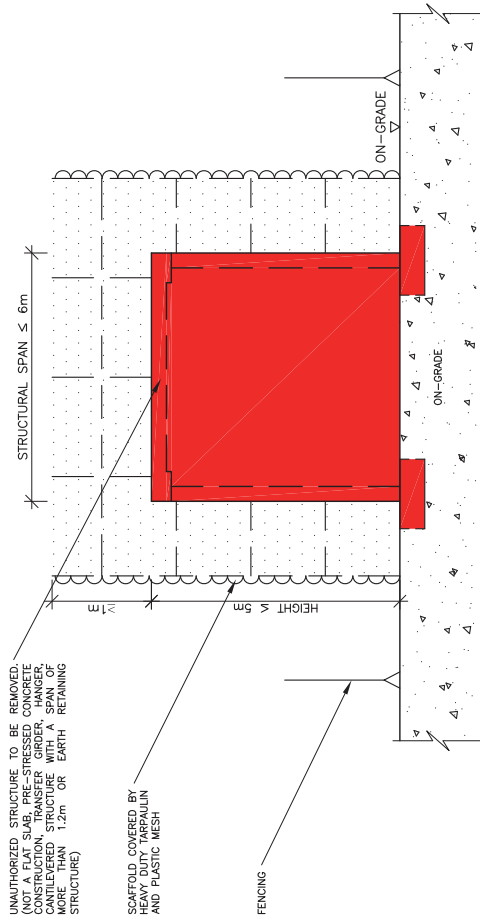 UNAUTHORIZED STRUCTURE TO BE REMOVED.
(NOT A FLAT SLAB, PRE-STRESSED CONCRETE
CONSTRUCTION, TRANSFER GIRDER, HANGER,
CANTILEVERED STRUCTURE WITH A SPAN OF
MORE THAN 1.2m OR EARTH RETAINING
STRUCTURE)
SCAFFOLD COVERED BY
HEAVY DUTY TARPAULIN
AND PLASTIC MESH
FENCING
STRUCTURAL SPAN ≤ 6m
≥1m
HEIGHT ≤ 5m
ON-GRADE
ON-GRADE